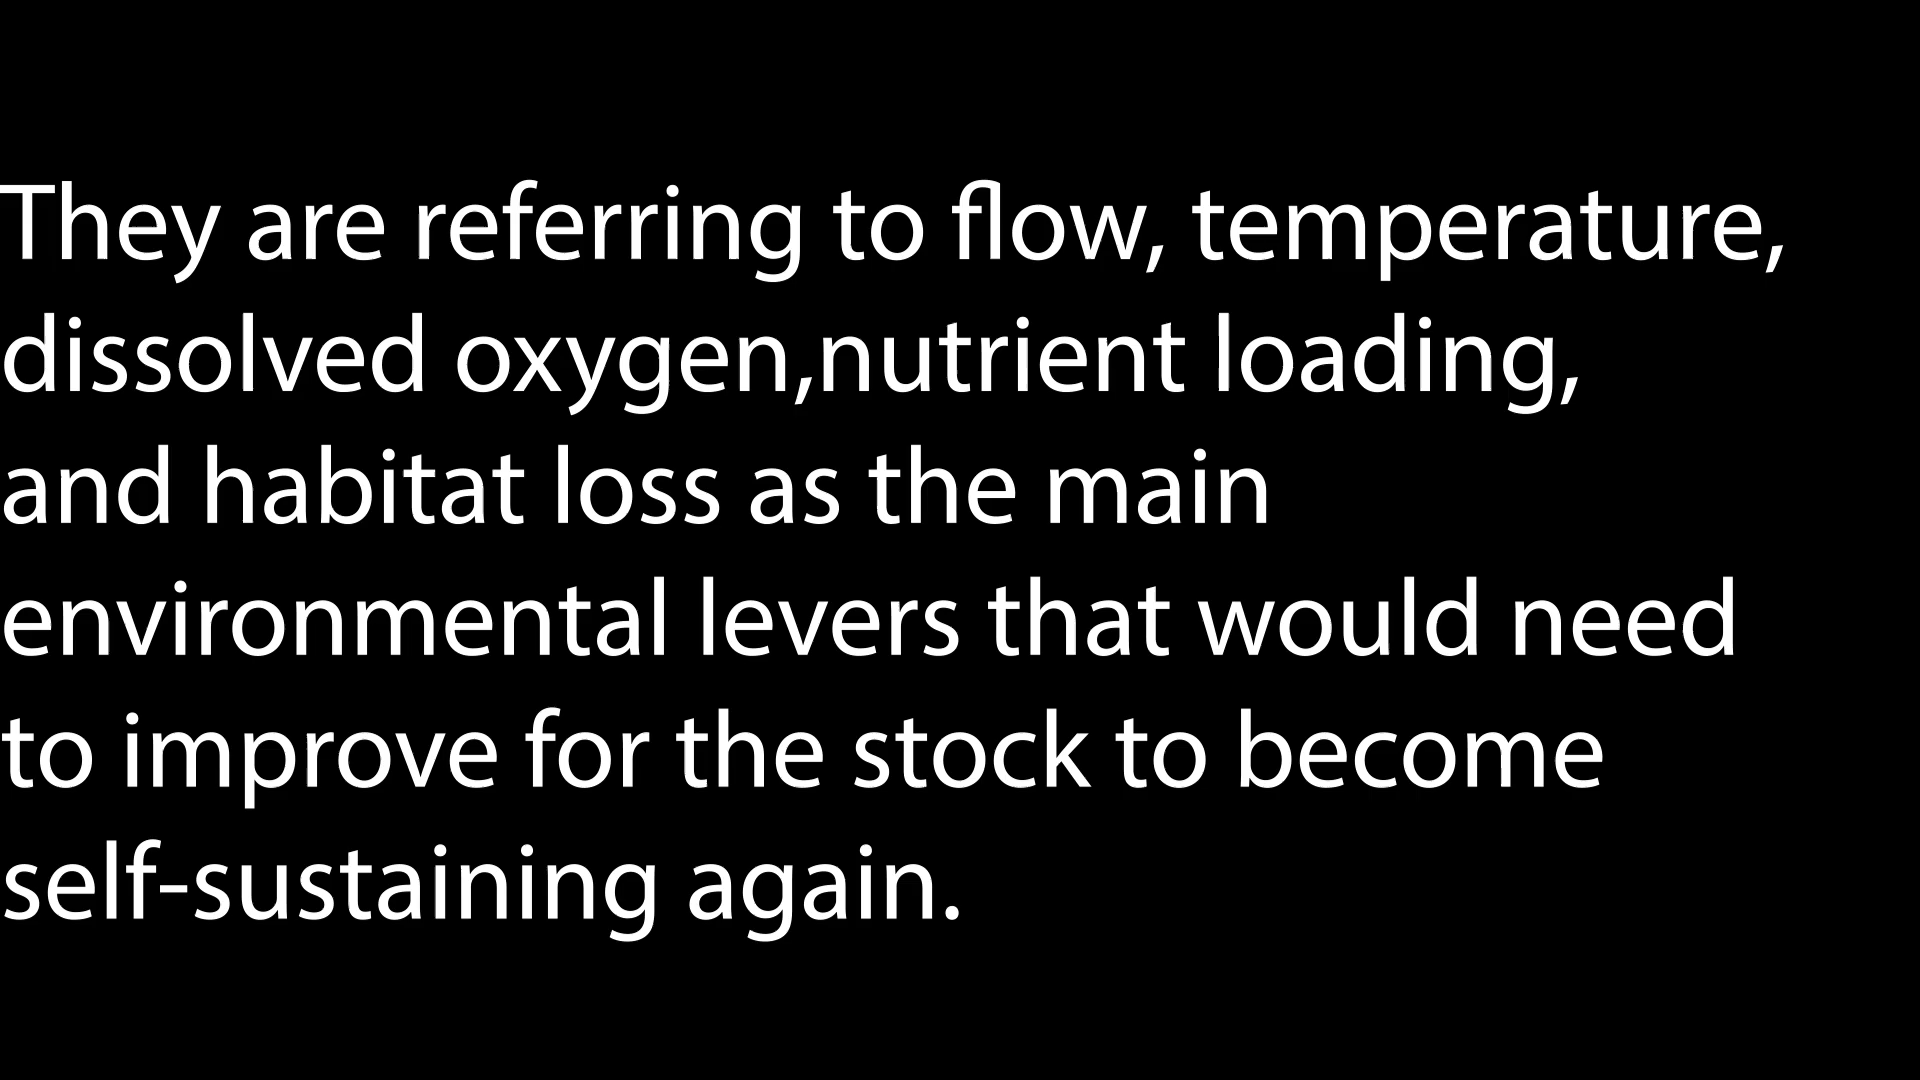 They are referring to flow, temperature,
dissolved oxygen,nutrient loading,
and habitat loss as the main
environmental levers that would need
to improve for the stock to become
self-sustaining again.